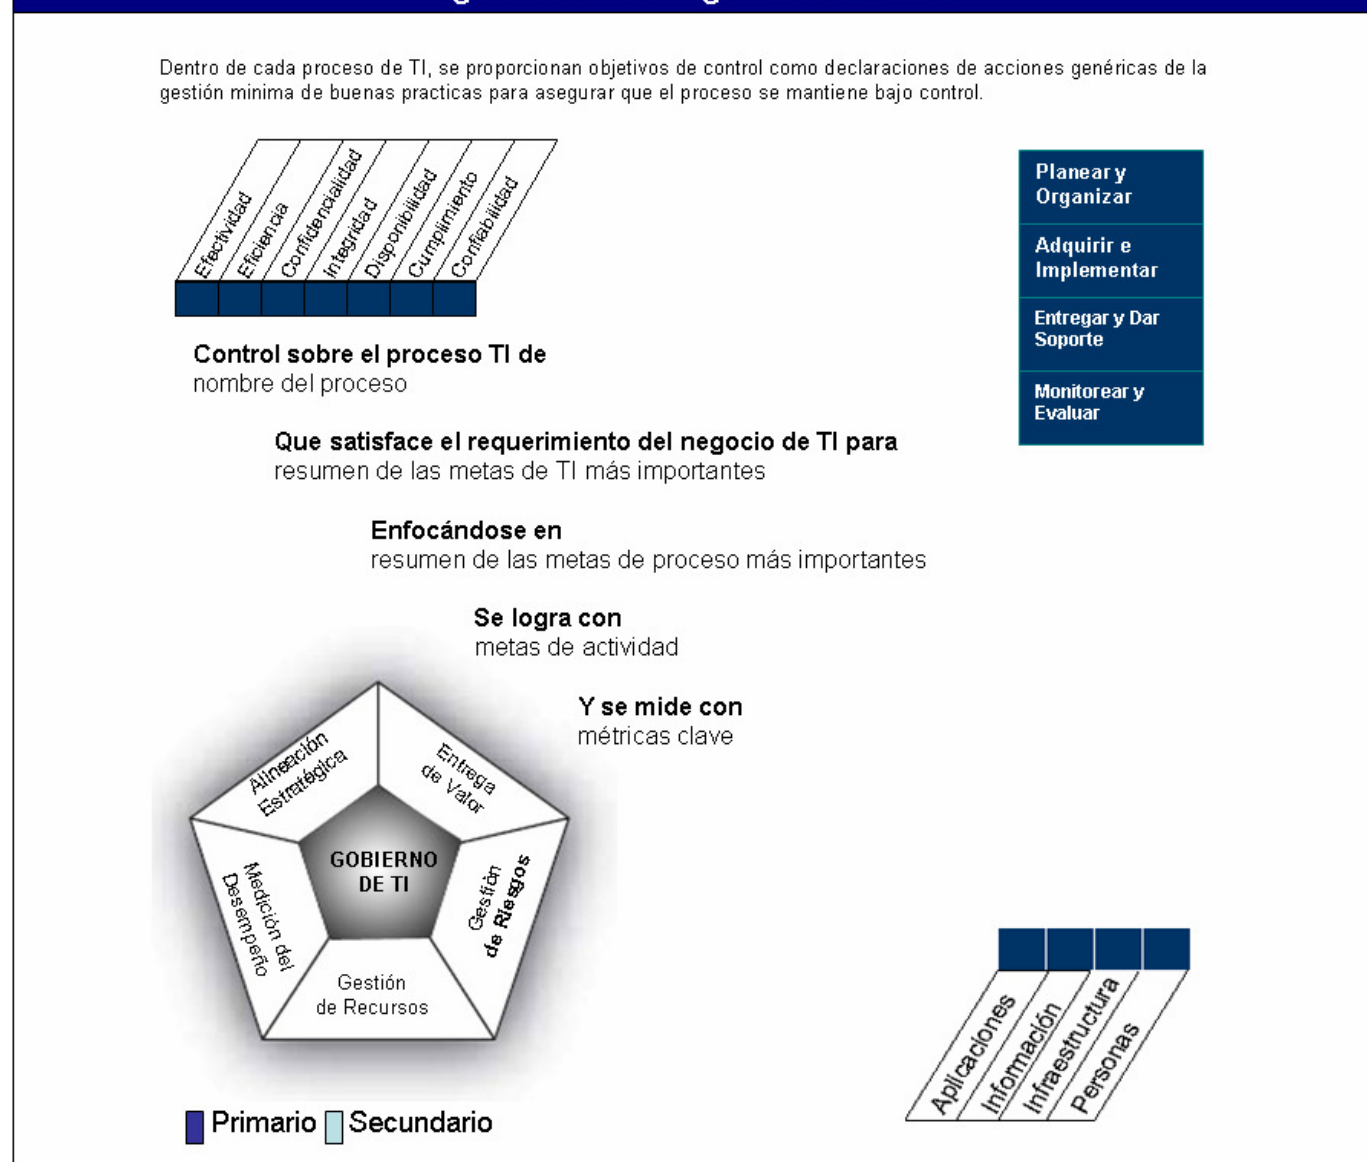 Dentro de cada proceso de TI, se proporcionan objetivos de control como declaraciones de acciones genéricas de la
gestión minima de buenas practicas para asegurar que el proceso se mantiene bajo control.
Efectividad
Eficiencia
Confidencialidad
Integridad
Disponibilidad
Cumplimiento
Confiabilidad
Planear y
Organizar
Adquirir e
Implementar
Entregar y Dar
Soporte
Monitorear y
Evaluar
Control sobre el proceso TI de
nombre del proceso
Que satisface el requerimiento del negocio de TI para
resumen de las metas de TI más importantes
Enfocándose en
resumen de las metas de proceso más importantes
Se logra con
metas de actividad
Y se mide con
métricas clave
Alineación
Estratégica
Entrega
de Valor
GOBIERNO
DE TI
Medición del
Desempeño
Gestión
de Riesgos
Gestión
de Recursos
Aplicaciones
Información
Infraestructura
Personas
Primario
Secundario